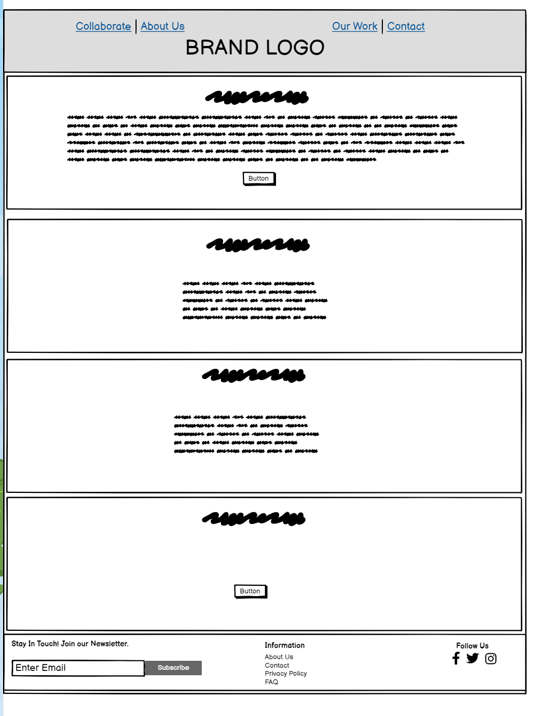 Collaborate | About Us
Our Work | Contact
BRAND LOGO
Button
Button
Stay In Touch! Join our Newsletter.
Enter Email
Subscribe
Information
About Us
Contact
Privacy Policy
FAQ
Follow Us